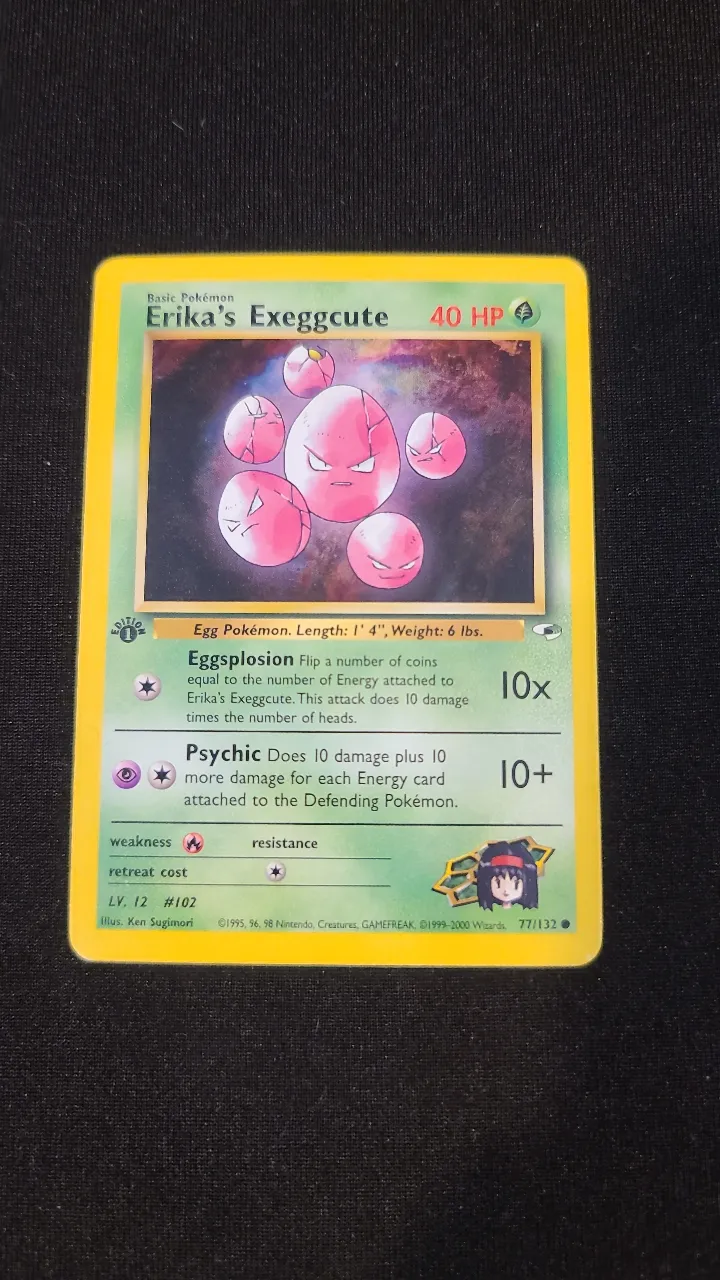 Basic Pokémon
Erika's Exeggcute 40 HP
EDITION
1
Egg Pokémon. Length: 1' 4", Weight: 6 lbs.
Eggsplosion Flip a number of coins
equal to the number of Energy attached to
Erika's Exeggcute. This attack does 10 damage
times the number of heads.
10x
Psychic Does 10 damage plus 10
more damage for each Energy card
attached to the Defending Pokémon.
10+
weakness resistance
retreat cost
LV. 12 #102
Illus. Ken Sugimori ©1995, 96, 98 Nintendo, Creatures, GAMEFREAK. ©1999-2000 Wizards. 77/132